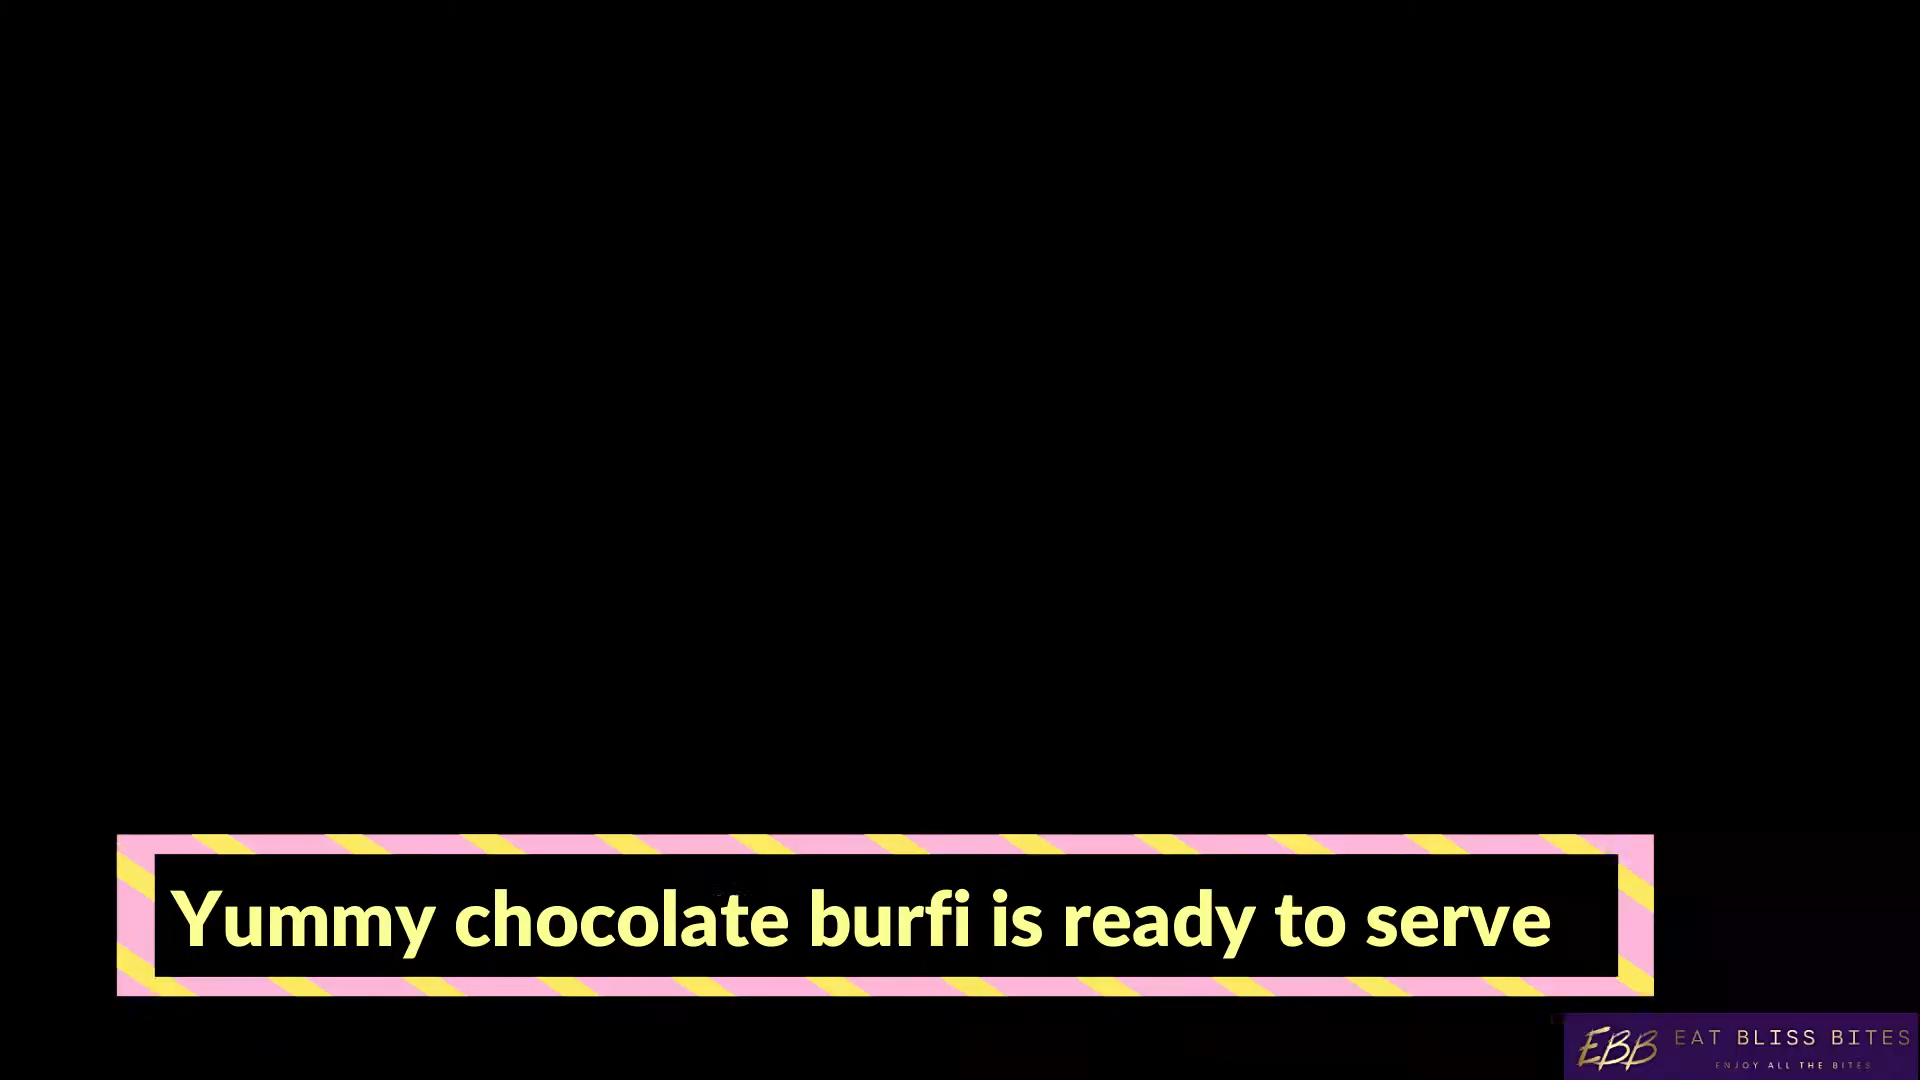 Yummy chocolate burfi is ready to serve
EBB EAT BLISS BITES
ENJOY ALL THE BITES